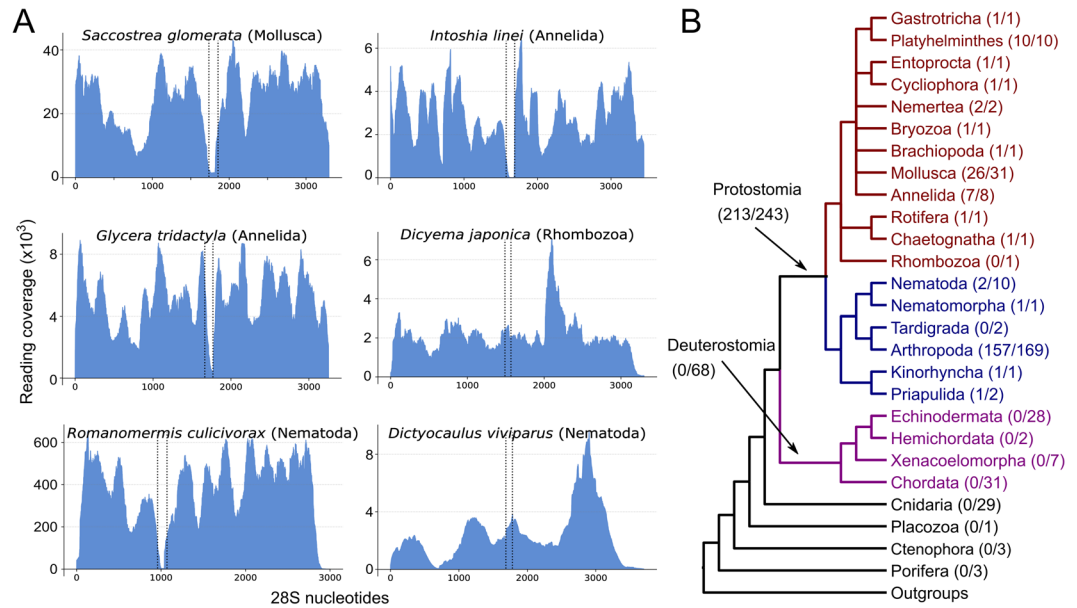 A
Saccostrea glomerata (Mollusca)
40
20
0
0 1000 2000 3000
Intoshia linei (Annelida)
6
4
2
0
0 1000 2000 3000
Reading coverage (x10³)
Glycera tridactyla (Annelida)
8
4
0
0 1000 2000 3000
Dicyema japonica (Rhombozoa)
6
4
2
0
0 1000 2000 3000
Romanomermis culicivorax (Nematoda)
600
400
200
0
0 1000 2000 3000
Dictyocaulus viviparus (Nematoda)
8
4
0
0 1000 2000 3000
28S nucleotides
B
Protostomia
(213/243)
Deuterostomia
(0/68)
Gastrotricha (1/1)
Platyhelminthes (10/10)
Entoprocta (1/1)
Cycliophora (1/1)
Nemertea (2/2)
Bryozoa (1/1)
Brachiopoda (1/1)
Mollusca (26/31)
Annelida (7/8)
Rotifera (1/1)
Chaetognatha (1/1)
Rhombozoa (0/1)
Nematoda (2/10)
Nematomorpha (1/1)
Tardigrada (0/2)
Arthropoda (157/169)
Kinorhyncha (1/1)
Priapulida (1/2)
Echinodermata (0/28)
Hemichordata (0/2)
Xenacoelomorpha (0/7)
Chordata (0/31)
Cnidaria (0/29)
Placozoa (0/1)
Ctenophora (0/3)
Porifera (0/3)
Outgroups